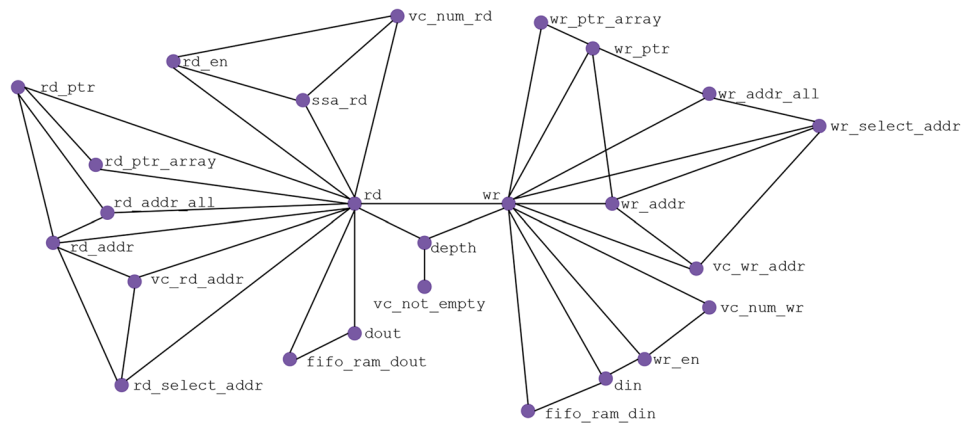 vc_num_rd
wr_ptr_array
wr_ptr
rd_en
rd_ptr
ssa_rd
wr_addr_all
wr_select_addr
rd_ptr_array
rd
wr
rd_addr_all
wr_addr
rd_addr
depth
vc_rd_addr
vc_wr_addr
vc_not_empty
vc_num_wr
dout
fifo_ram_dout
wr_en
rd_select_addr
din
fifo_ram_din